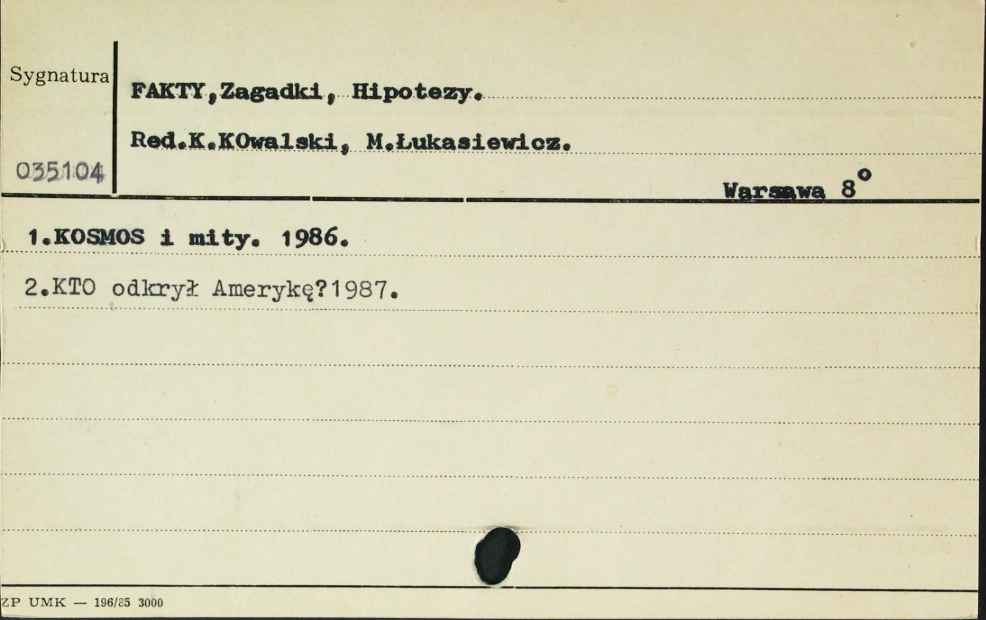 Sygnatura
FAKTY,Zagadki, Hipotezy.
Red.K.KOwalski, M.Łukasiewicz.
035104
Warsawa 8°
1.KOSMOS i mity. 1986.
2.KTO odkrył Amerykę?1987.
ZP UMK — 196/85 3000